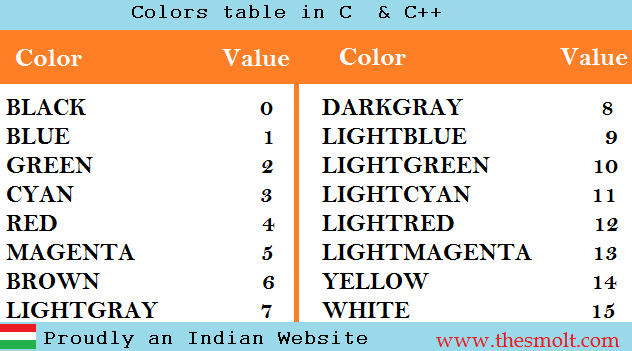 Colors table in C & C++
Color Value Color Value
BLACK 0 DARKGRAY 8
BLUE 1 LIGHTBLUE 9
GREEN 2 LIGHTGREEN 10
CYAN 3 LIGHTCYAN 11
RED 4 LIGHTRED 12
MAGENTA 5 LIGHTMAGENTA 13
BROWN 6 YELLOW 14
LIGHTGRAY 7 WHITE 15
Proudly an Indian Website www.thesmolt.com